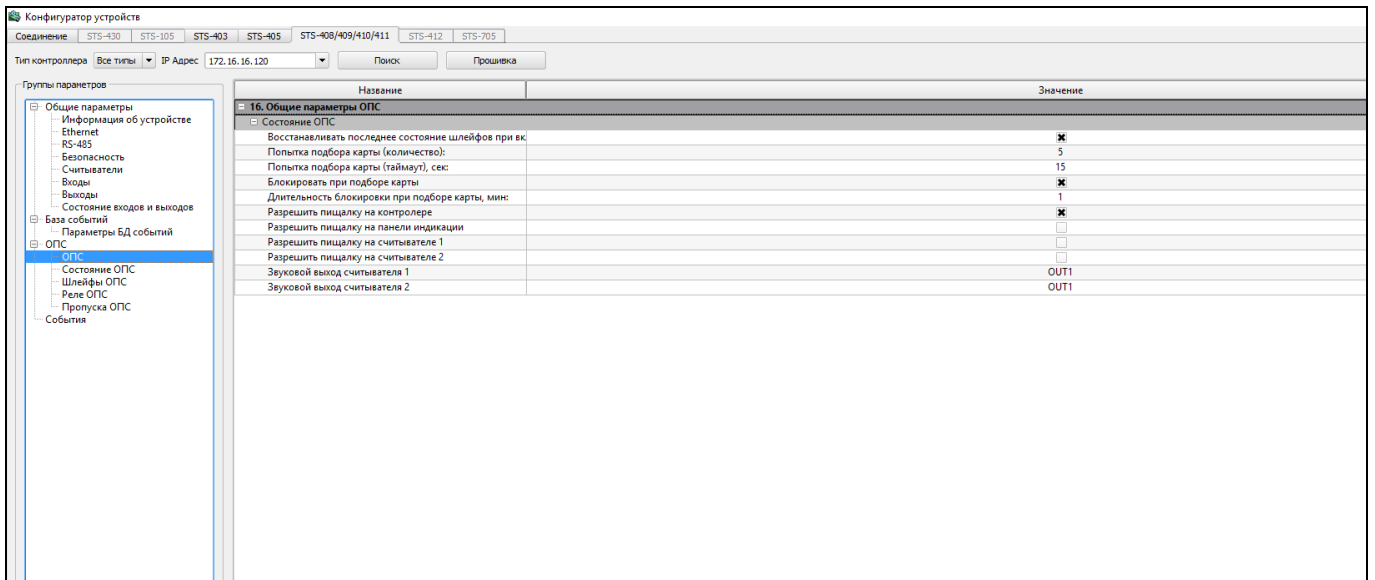 Конфигуратор устройств
Соединение STS-430 STS-105 STS-403 STS-405 STS-408/409/410/411 STS-412 STS-705
Тип контроллера Все типы IP Адрес 172.16.16.120 Поиск Прошивка
Группы параметров
Общие параметры
Информация об устройстве
Ethernet
RS-485
Безопасность
Считыватели
Входы
Выходы
Состояние входов и выходов
База событий
Параметры БД событий
ОПС
ОПС
Состояние ОПС
Шлейфы ОПС
Реле ОПС
Пропуска ОПС
События
Название Значение
16. Общие параметры ОПС
Состояние ОПС
Восстанавливать последнее состояние шлейфов при вк
Попытка подбора карты (количество): 5
Попытка подбора карты (таймаут), сек: 15
Блокировать при подборе карты
Длительность блокировки при подборе карты, мин: 1
Разрешить пищалку на контролере
Разрешить пищалку на панели индикации
Разрешить пищалку на считывателе 1
Разрешить пищалку на считывателе 2
Звуковой выход считывателя 1 OUT1
Звуковой выход считывателя 2 OUT1